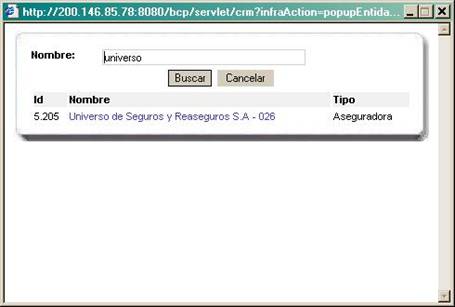 http://200.146.85.78:8080/bcp/servlet/crm?infraAction=popupEntida...
Nombre: universo
Buscar Cancelar
Id Nombre Tipo
5.205 Universo de Seguros y Reaseguros S.A - 026 Aseguradora